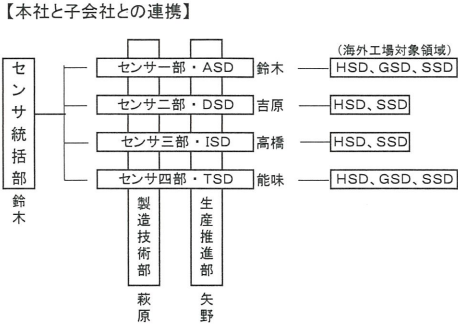 【本社と子会社との連携】
(海外工場対象領域)
センサ統括部
鈴木
センサ一部・ASD 鈴木 HSD、GSD、SSD
センサ二部・DSD 吉原 HSD、SSD
センサ三部・ISD 高橋 HSD、SSD
センサ四部・TSD 能味 HSD、GSD、SSD
製造技術部
萩原
生産推進部
矢野